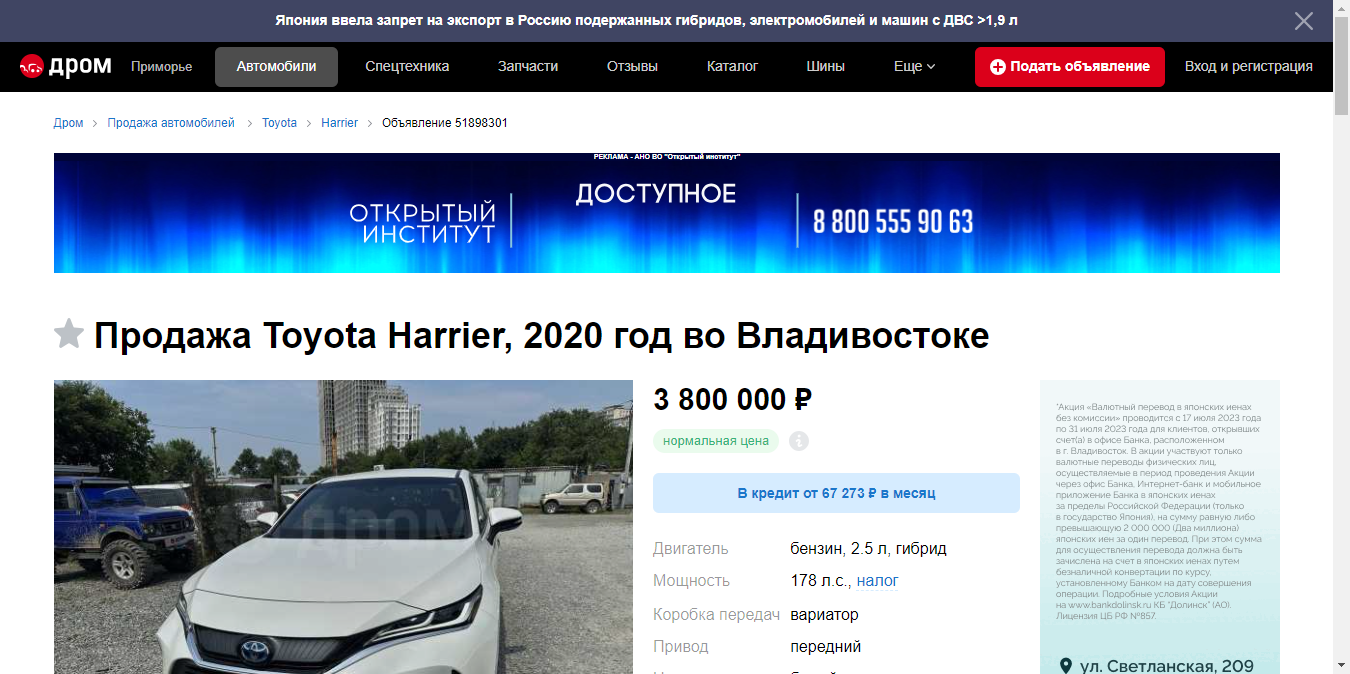 Япония ввела запрет на экспорт в Россию подержанных гибридов, электромобилей и машин с ДВС >1,9 л
дром Приморье Автомобили Спецтехника Запчасти Отзывы Каталог Шины Еще Подать объявление Вход и регистрация
Дром > Продажа автомобилей > Toyota > Harrier > Объявление 51898301
РЕКЛАМА - АНО ВО "Открытый институт"
ОТКРЫТЫЙ
ИНСТИТУТ
ДОСТУПНОЕ
8 800 555 90 63
Продажа Toyota Harrier, 2020 год во Владивостоке
дром
3 800 000 ₽
нормальная цена
В кредит от 67 273 ₽ в месяц
Двигатель бензин, 2.5 л, гибрид
Мощность 178 л.с., налог
Коробка передач вариатор
Привод передний
"Акция «Валютный перевод в японских иенах
без комиссии» проводится с 17 июля 2023 года
по 31 июля 2023 года для клиентов, открывших
счет(а) в офисе Банка, расположенном
в г. Владивосток. В акции участвуют только
валютные переводы физических лиц,
осуществляемые в период проведения Акции
через офис Банка, Интернет-банк и мобильное
приложение Банка в японских иенах
за пределы Российской Федерации (только
в государство Япония), на сумму равную либо
превышающую 2 000 000 (Два миллиона)
японских иен за один перевод. При этом сумма
для осуществления перевода должна быть
зачислена на счет в японских иенах путем
безналичной конвертации по курсу,
установленному Банком на дату совершения
операции. Подробные условия Акции
на www.bankdolinsk.ru КБ "Долинск" (АО).
Лицензия ЦБ РФ №857.
ул. Светланская, 209